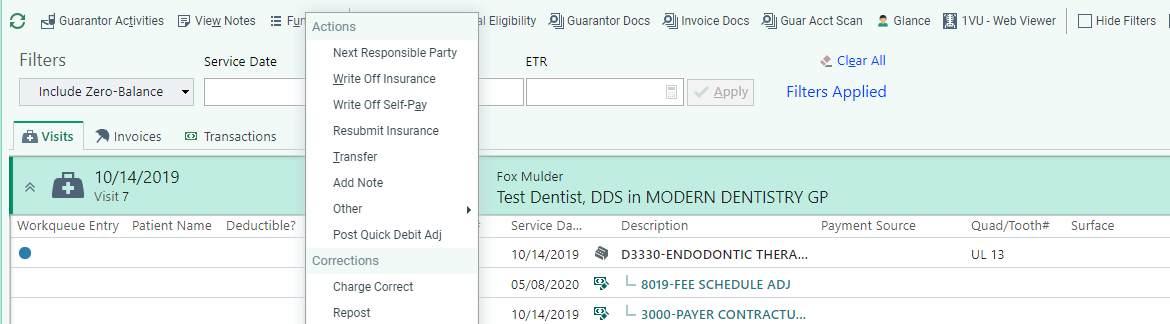 Guarantor Activities View Notes Fun l Eligibility Guarantor Docs Invoice Docs Guar Acct Scan Glance 1VU - Web Viewer Hide Filters
Filters Service Date ETR Clear All
Include Zero-Balance Apply Filters Applied
Visits Invoices Transactions
10/14/2019
Visit 7
Fox Mulder
Test Dentist, DDS in MODERN DENTISTRY GP
Workqueue Entry Patient Name Deductible? Service Da... Description Payment Source Quad/Tooth# Surface
10/14/2019 D3330-ENDODONTIC THERA... UL 13
05/08/2020 8019-FEE SCHEDULE ADJ
10/14/2019 3000-PAYER CONTRACTU...
Actions
Next Responsible Party
Write Off Insurance
Write Off Self-Pay
Resubmit Insurance
Transfer
Add Note
Other
Post Quick Debit Adj
Corrections
Charge Correct
Repost